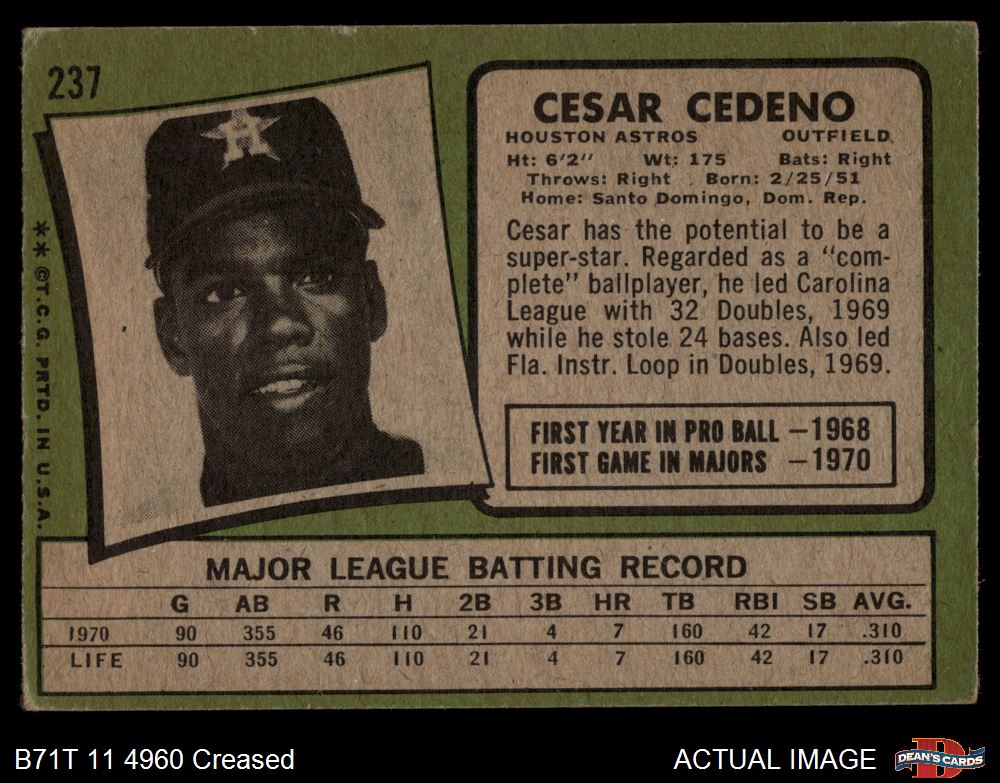 237
CESAR CEDENO
HOUSTON ASTROS OUTFIELD
Ht: 6'2" Wt: 175 Bats: Right
Throws: Right Born: 2/25/51
Home: Santo Domingo, Dom. Rep.
Cesar has the potential to be a
super-star. Regarded as a "com-
plete" ballplayer, he led Carolina
League with 32 Doubles, 1969
while he stole 24 bases. Also led
Fla. Instr. Loop in Doubles, 1969.
FIRST YEAR IN PRO BALL —1968
FIRST GAME IN MAJORS —1970
H
** ©T.C.G. PRTD. IN U.S.A.
MAJOR LEAGUE BATTING RECORD
G AB R H 2B 3B HR TB RBI SB AVG.
1970 90 355 46 110 21 4 7 160 42 17 .310
LIFE 90 355 46 110 21 4 7 160 42 17 .310
B71T 11 4960 Creased
ACTUAL IMAGE
D
DEAN'S CARDS